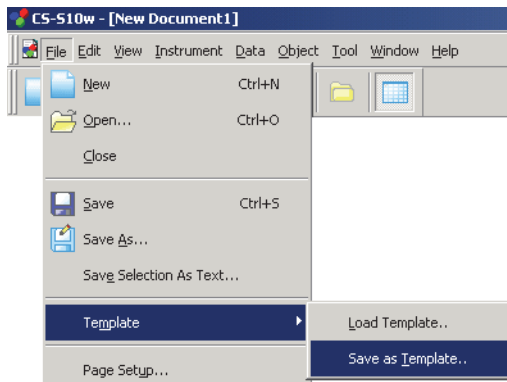 CS-S10w - [New Document1]
File Edit View Instrument Data Object Tool Window Help
New Ctrl+N
Open... Ctrl+O
Close
Save Ctrl+S
Save As...
Save Selection As Text...
Template
Load Template..
Save as Template..
Page Setup...